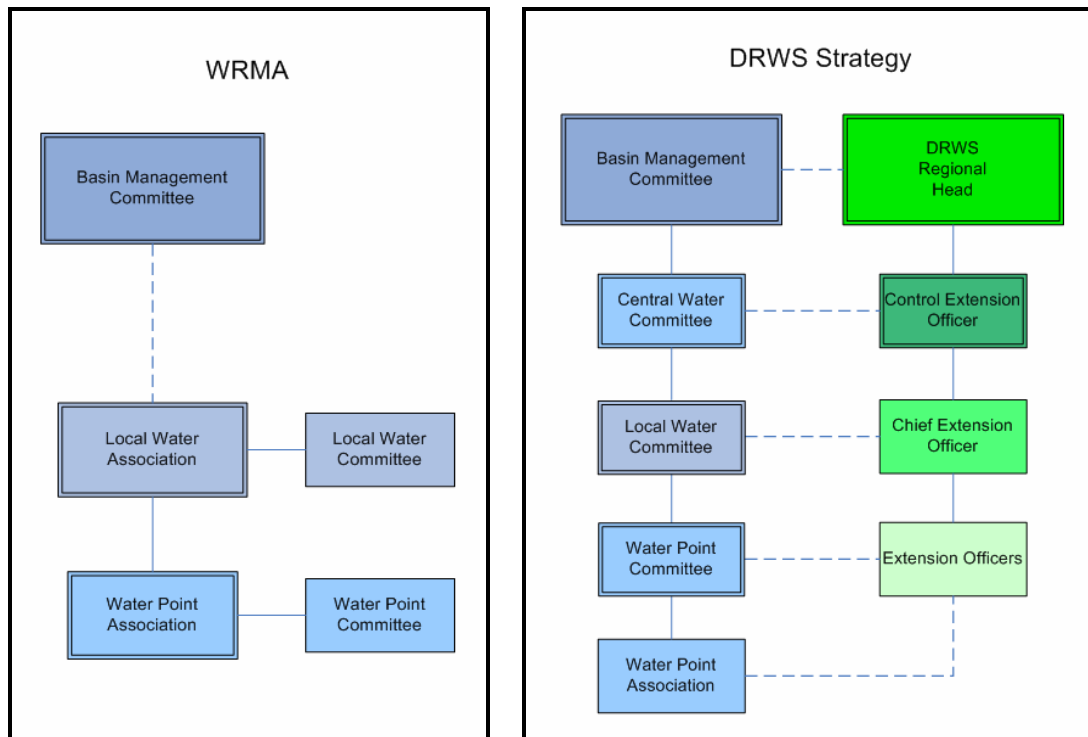 WRMA
Basin Management
Committee
Local Water
Association
Local Water
Committee
Water Point
Association
Water Point
Committee
DRWS Strategy
Basin Management
Committee
DRWS
Regional
Head
Central Water
Committee
Control Extension
Officer
Local Water
Committee
Chief Extension
Officer
Water Point
Committee
Extension Officers
Water Point
Association